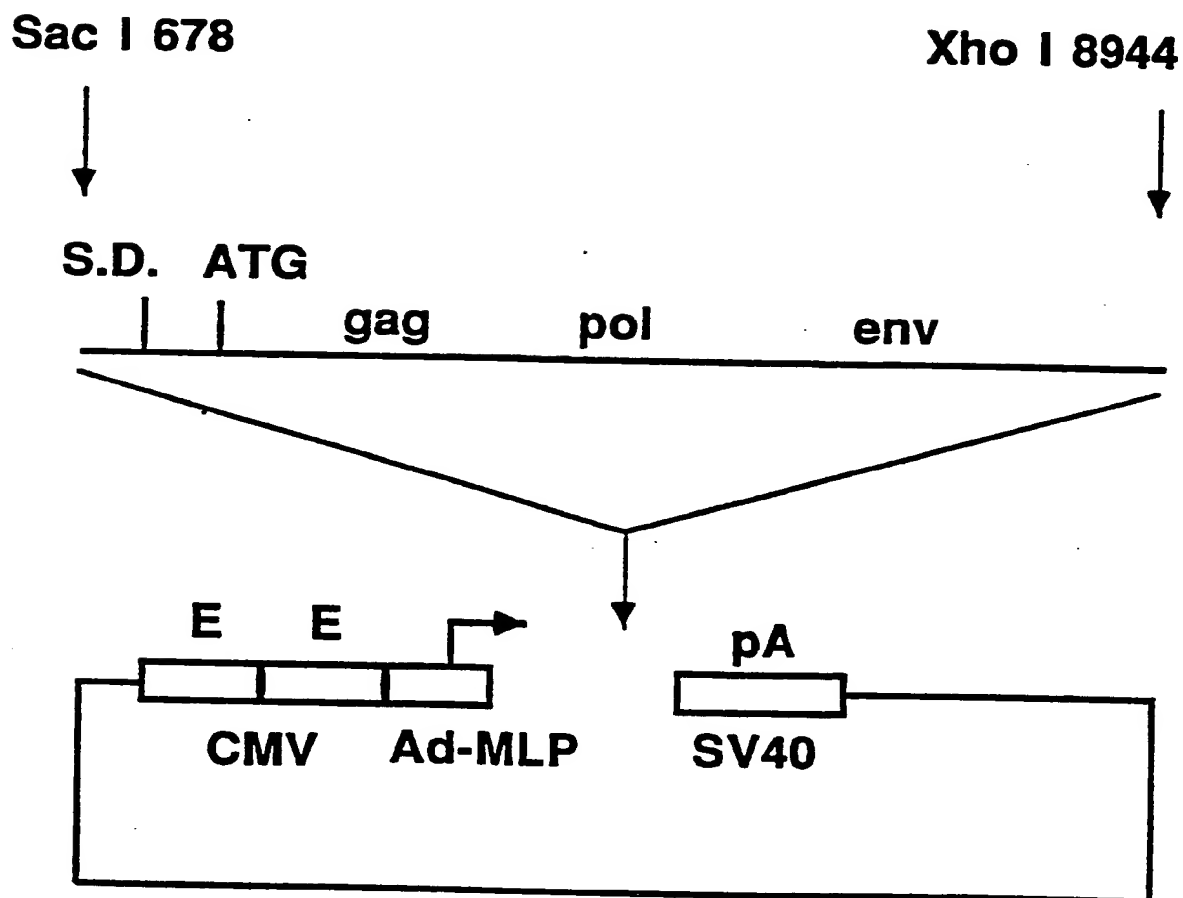 Sac I 678
Xho I 8944
S.D. ATG
gag pol env
E E
pA
CMV Ad-MLP SV40